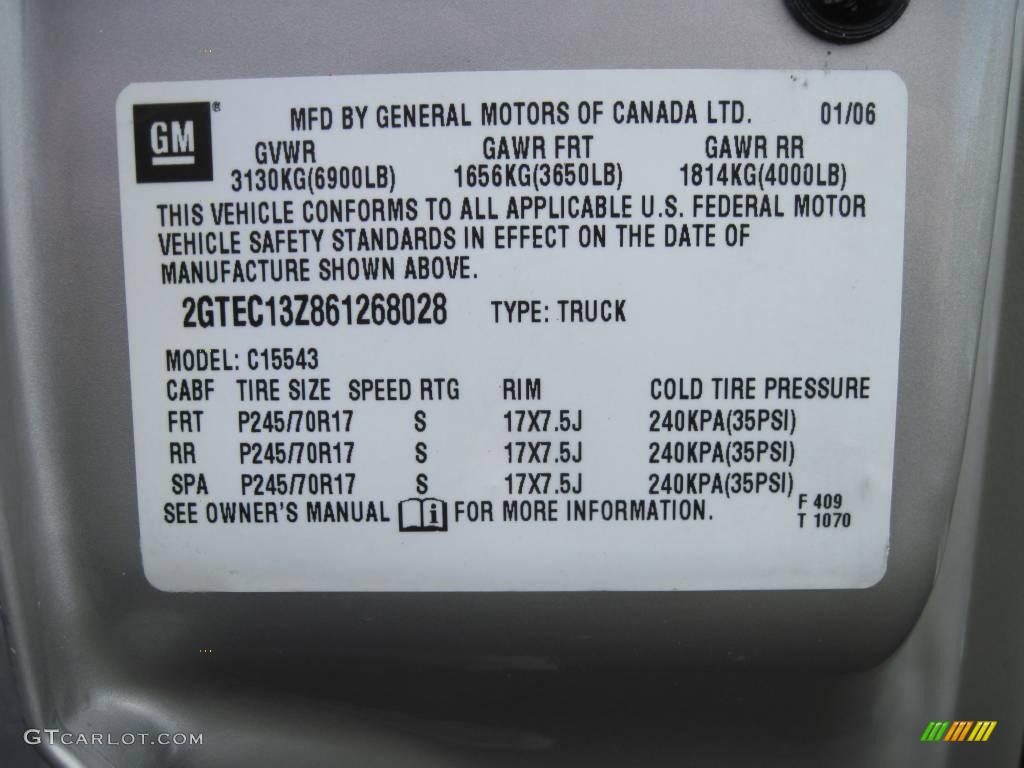 GM® MFD BY GENERAL MOTORS OF CANADA LTD. 01/06
GVWR GAWR FRT GAWR RR
3130KG(6900LB) 1656KG(3650LB) 1814KG(4000LB)
THIS VEHICLE CONFORMS TO ALL APPLICABLE U.S. FEDERAL MOTOR
VEHICLE SAFETY STANDARDS IN EFFECT ON THE DATE OF
MANUFACTURE SHOWN ABOVE.
2GTEC13Z861268028 TYPE: TRUCK
MODEL: C15543
CABF TIRE SIZE SPEED RTG RIM COLD TIRE PRESSURE
FRT P245/70R17 S 17X7.5J 240KPA(35PSI)
RR P245/70R17 S 17X7.5J 240KPA(35PSI)
SPA P245/70R17 S 17X7.5J 240KPA(35PSI)
SEE OWNER'S MANUAL i FOR MORE INFORMATION. F 409
T 1070
GTCARLOT.COM